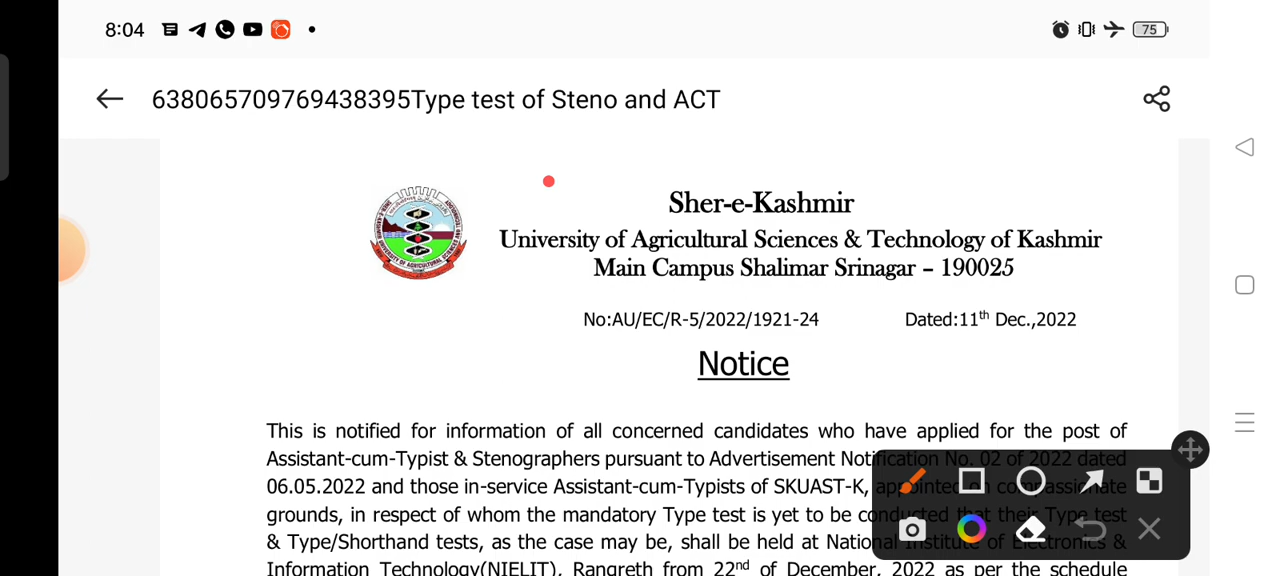 8:04
75
638065709769438395Type test of Steno and ACT
Sher-e-Kashmir
University of Agricultural Sciences & Technology of Kashmir
Main Campus Shalimar Srinagar – 190025
No:AU/EC/R-5/2022/1921-24 Dated:11th Dec.,2022
Notice
This is notified for information of all concerned candidates who have applied for the post of
Assistant-cum-Typist & Stenographers pursuant to Advertisement Notification No. 02 of 2022 dated
06.05.2022 and those in-service Assistant-cum-Typists of SKUAST-K, appointed on compassionate
grounds, in respect of whom the mandatory Type test is yet to be conducted that their Type test
& Type/Shorthand tests, as the case may be, shall be held at National Institute of Electronics &
Information Technology(NIELIT), Rangreth from 22nd of December, 2022 as per the schedule